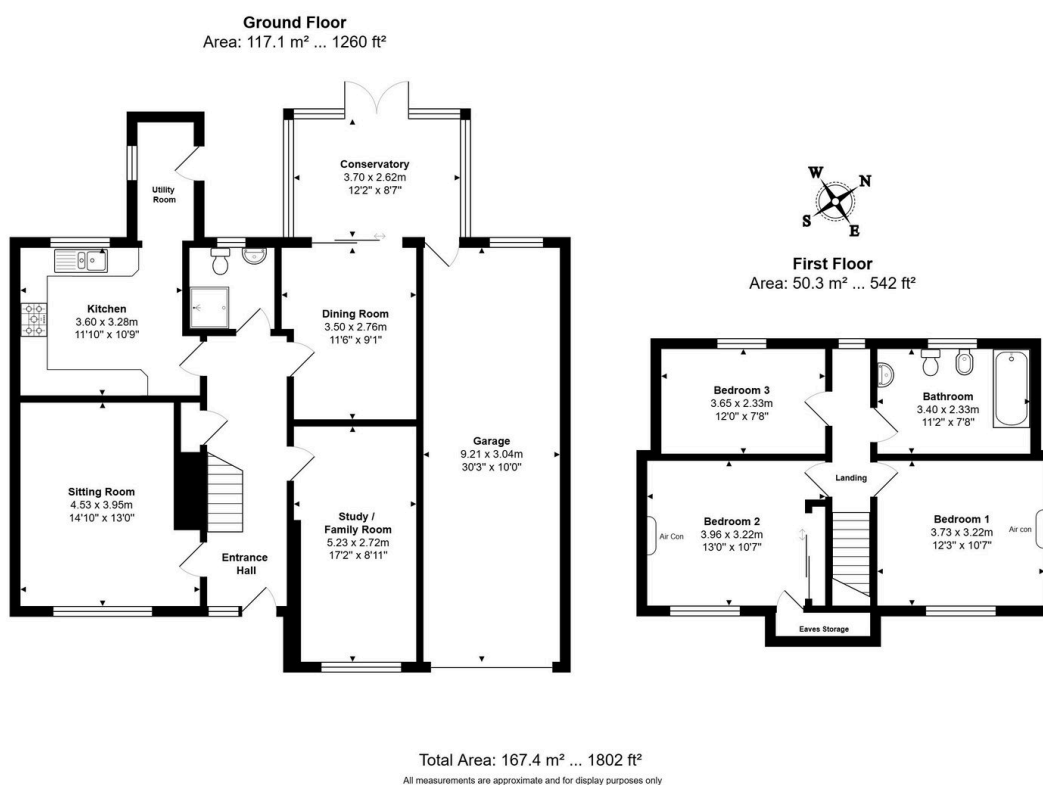 Ground Floor
Area: 117.1 m² ... 1260 ft²
Conservatory
3.70 x 2.62m
12'2" x 8'7"
Utility
Room
Kitchen
3.60 x 3.28m
11'10" x 10'9"
Dining Room
3.50 x 2.76m
11'6" x 9'1"
Garage
9.21 x 3.04m
30'3" x 10'0"
Sitting Room
4.53 x 3.95m
14'10" x 13'0"
Study /
Family Room
5.23 x 2.72m
17'2" x 8'11"
Entrance
Hall
W
N
S
E
First Floor
Area: 50.3 m² ... 542 ft²
Bedroom 3
3.65 x 2.33m
12'0" x 7'8"
Bathroom
3.40 x 2.33m
11'2" x 7'8"
Landing
Bedroom 2
3.96 x 3.22m
13'0" x 10'7"
Air Con
Bedroom 1
3.73 x 3.22m
12'3" x 10'7"
Air con
Eaves Storage
Total Area: 167.4 m² ... 1802 ft²
All measurements are approximate and for display purposes only